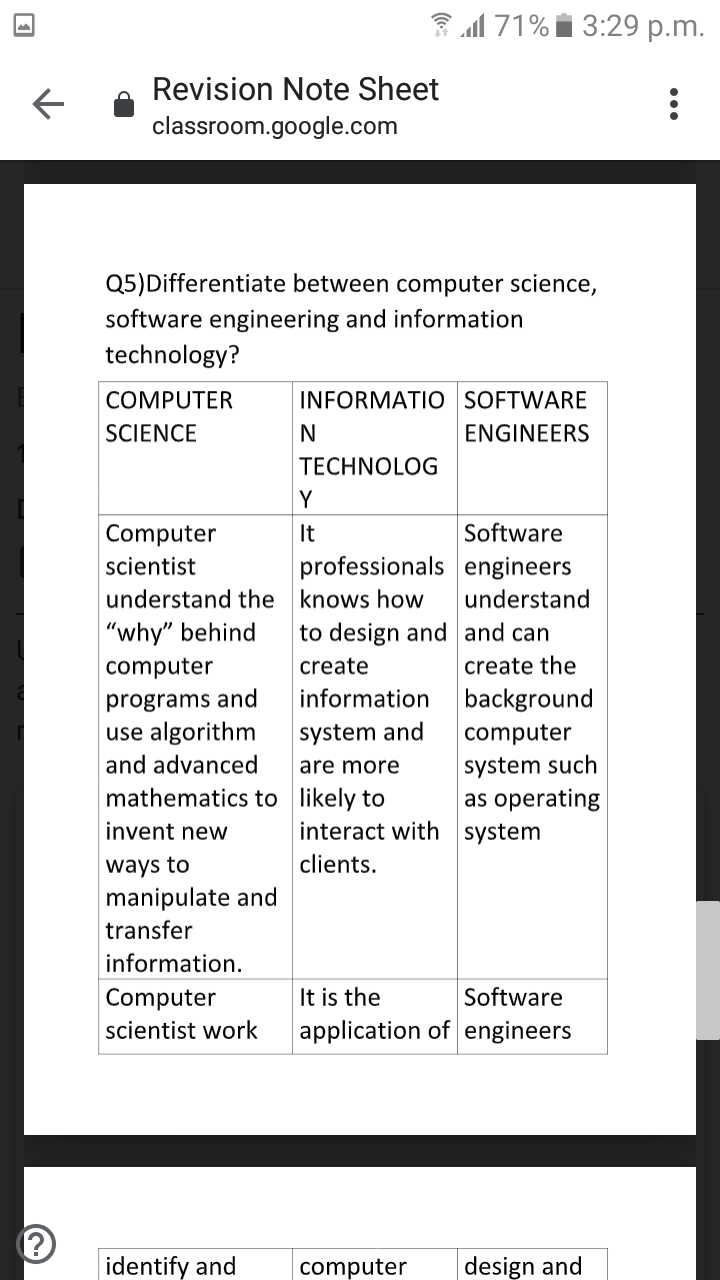 71% 3:29 p.m.
Revision Note Sheet
classroom.google.com
Q5)Differentiate between computer science,
software engineering and information
technology?
COMPUTER
SCIENCE
INFORMATIO
N
TECHNOLOG
Y
SOFTWARE
ENGINEERS
Computer
scientist
understand the
“why” behind
computer
programs and
use algorithm
and advanced
mathematics to
invent new
ways to
manipulate and
transfer
information.
It
professionals
knows how
to design and
create
information
system and
are more
likely to
interact with
clients.
Software
engineers
understand
and can
create the
background
computer
system such
as operating
system
Computer
scientist work
It is the
application of
Software
engineers
identify and
computer
design and